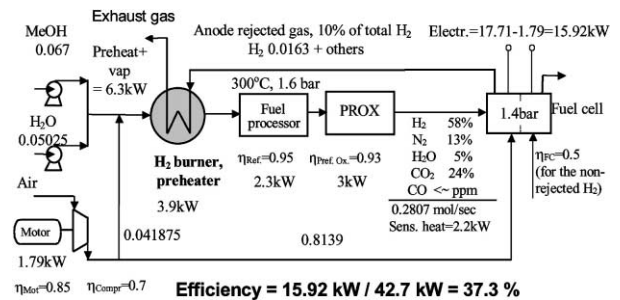 Exhaust gas
MeOH
0.067
Preheat+
vap
= 6.3kW
Anode rejected gas, 10% of total H₂
H₂ 0.0163 + others
Electr.= 17.71-1.79=15.92kW
300°C, 1.6 bar
H₂O
0.05025
Fuel
processor
PROX
1.4bar
Fuel cell
H₂ 58%
N₂ 13%
H₂O 5%
CO₂ 24%
CO <~ ppm
0.2807 mol/sec
Sens. heat=2.2kW
H₂ burner,
preheater
3.9kW
ηRef.=0.95
2.3kW
ηPref. Ox.=0.93
3kW
ηFC=0.5
(for the non-
rejected H₂)
Air
Motor
1.79kW
0.041875
0.8139
ηMot=0.85 ηCompr=0.7
Efficiency = 15.92 kW / 42.7 kW = 37.3 %